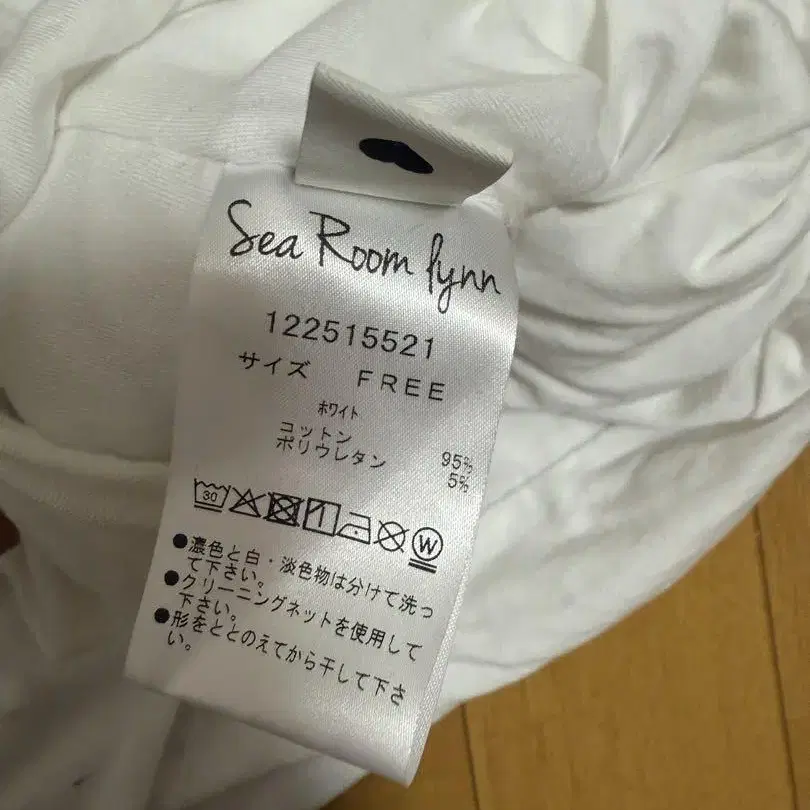 Sea Room lynn
122515521
サイズ FREE
ホワイト
コットン 95%
ポリウレタン 5%
30
W
●濃色と白・淡色物は分けて洗っ
て下さい。
●クリーニングネットを使用して
下さい。
●形をととのえてから干して下さ
い。